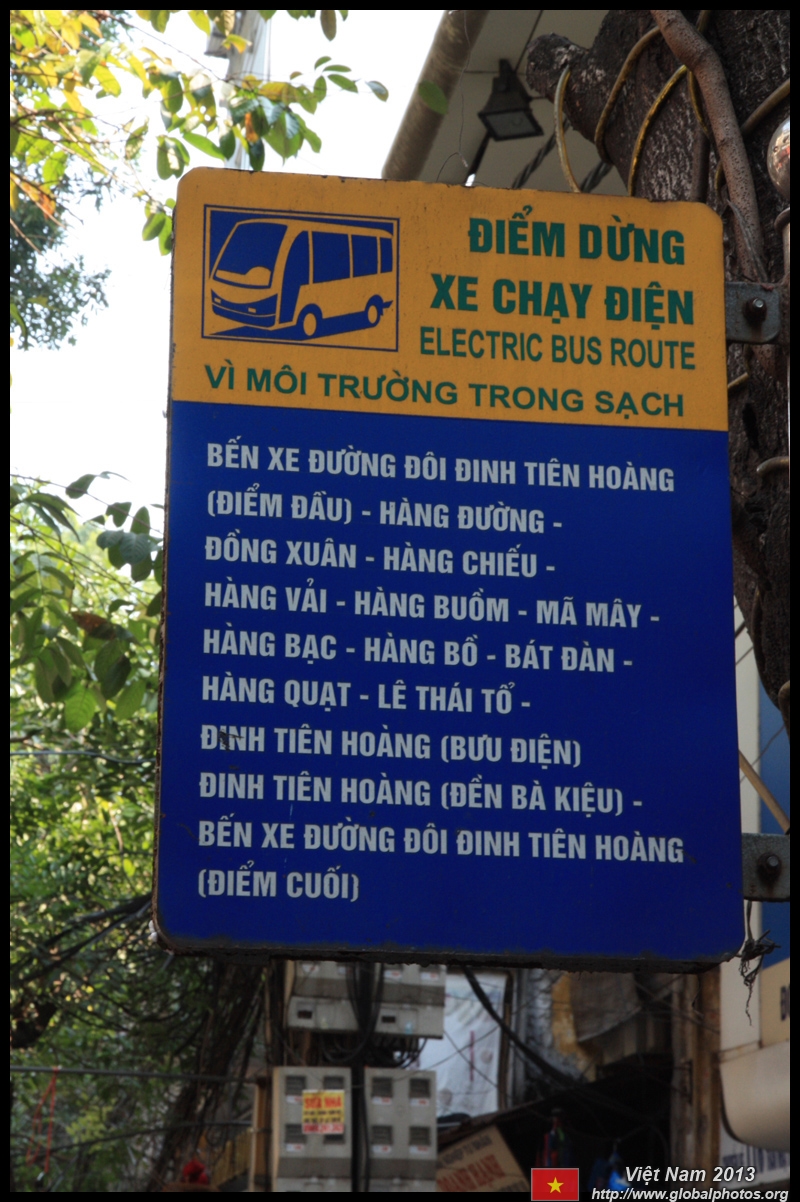 ĐIỂM DỪNG
XE CHẠY ĐIỆN
ELECTRIC BUS ROUTE
VÌ MÔI TRƯỜNG TRONG SẠCH
BẾN XE ĐƯỜNG ĐÔI ĐINH TIÊN HOÀNG
(ĐIỂM ĐẦU) - HÀNG ĐƯỜNG -
ĐỒNG XUÂN - HÀNG CHIẾU -
HÀNG VẢI - HÀNG BUỒM - MÃ MÂY -
HÀNG BẠC - HÀNG BỒ - BÁT ĐÀN -
HÀNG QUẠT - LÊ THÁI TỔ -
ĐINH TIÊN HOÀNG (BƯU ĐIỆN)
ĐINH TIÊN HOÀNG (ĐỀN BÀ KIỆU) -
BẾN XE ĐƯỜNG ĐÔI ĐINH TIÊN HOÀNG
(ĐIỂM CUỐI)
Việt Nam 2013
http://www.globalphotos.org